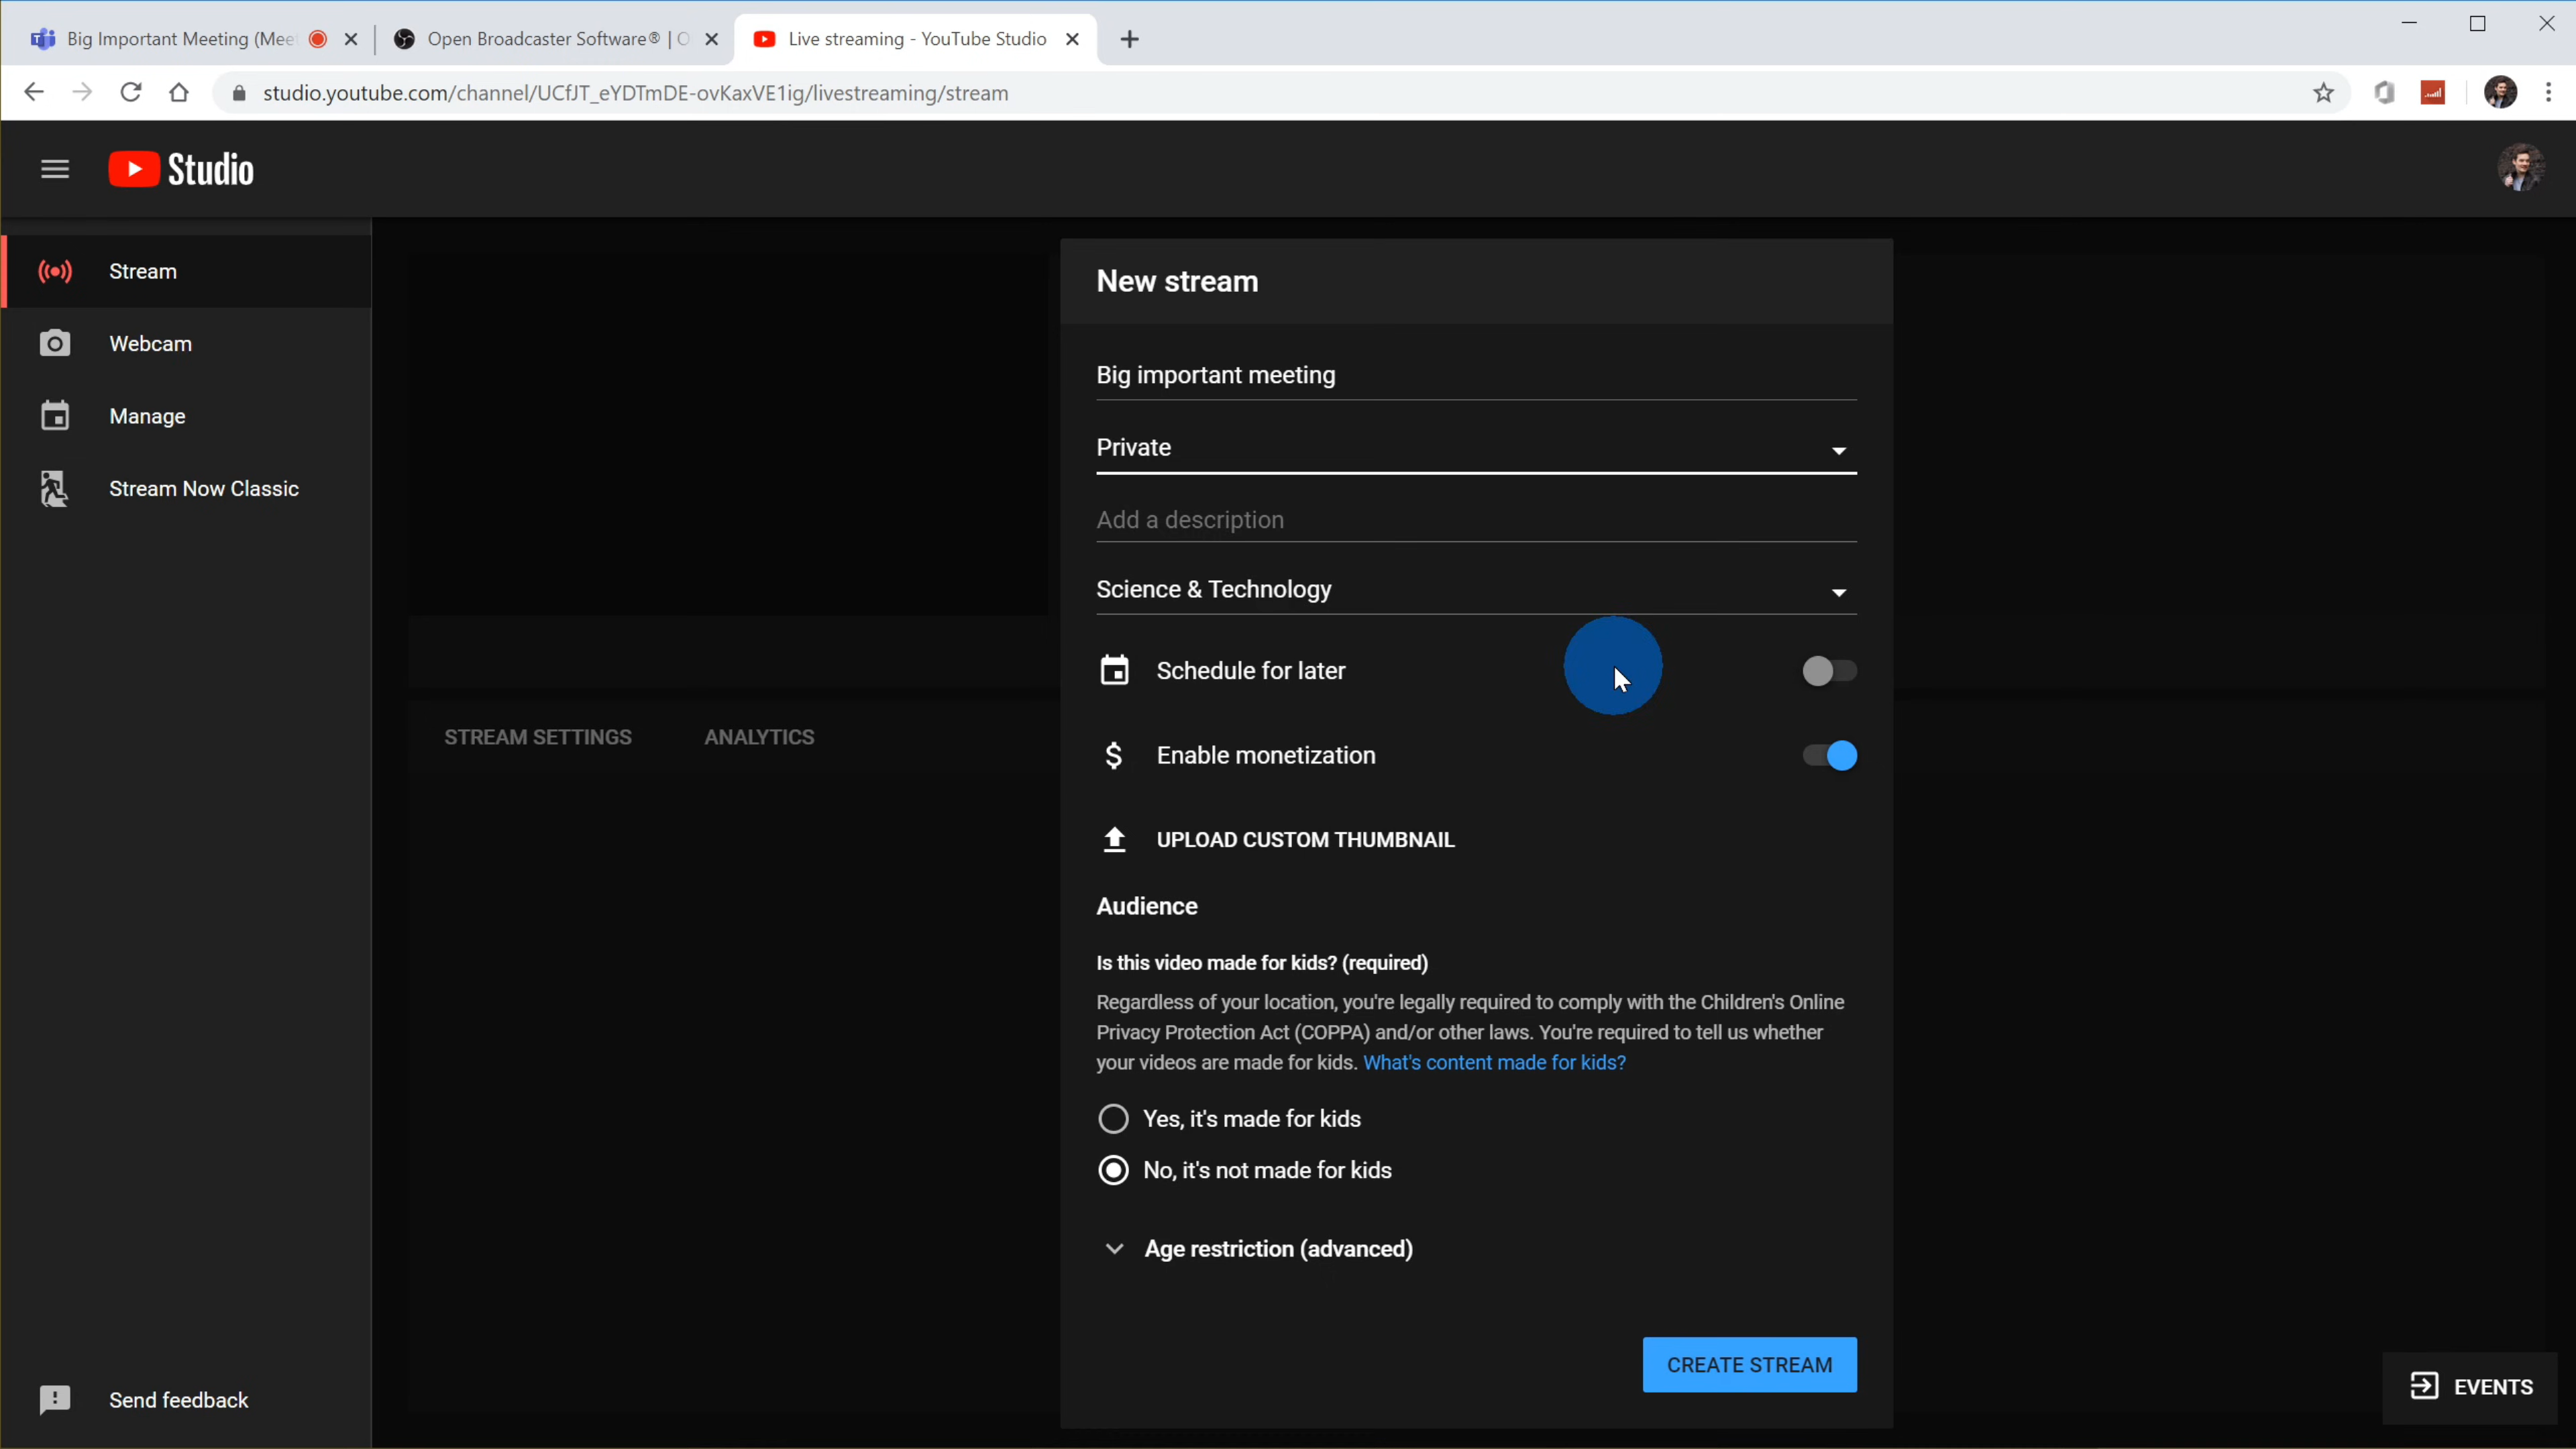 Big Important Meeting (Mee
Open Broadcaster Software® | O
Live streaming - YouTube Studio
studio.youtube.com/channel/UCfJT_eYDTmDE-ovKaxVE1ig/livestreaming/stream
Studio
Stream
Webcam
Manage
Stream Now Classic
Send feedback
STREAM SETTINGS
ANALYTICS
New stream
Big important meeting
Private
Add a description
Science & Technology
Schedule for later
Enable monetization
UPLOAD CUSTOM THUMBNAIL
Audience
Is this video made for kids? (required)
Regardless of your location, you're legally required to comply with the Children's Online
Privacy Protection Act (COPPA) and/or other laws. You're required to tell us whether
your videos are made for kids. What's content made for kids?
Yes, it's made for kids
No, it's not made for kids
Age restriction (advanced)
CREATE STREAM
EVENTS